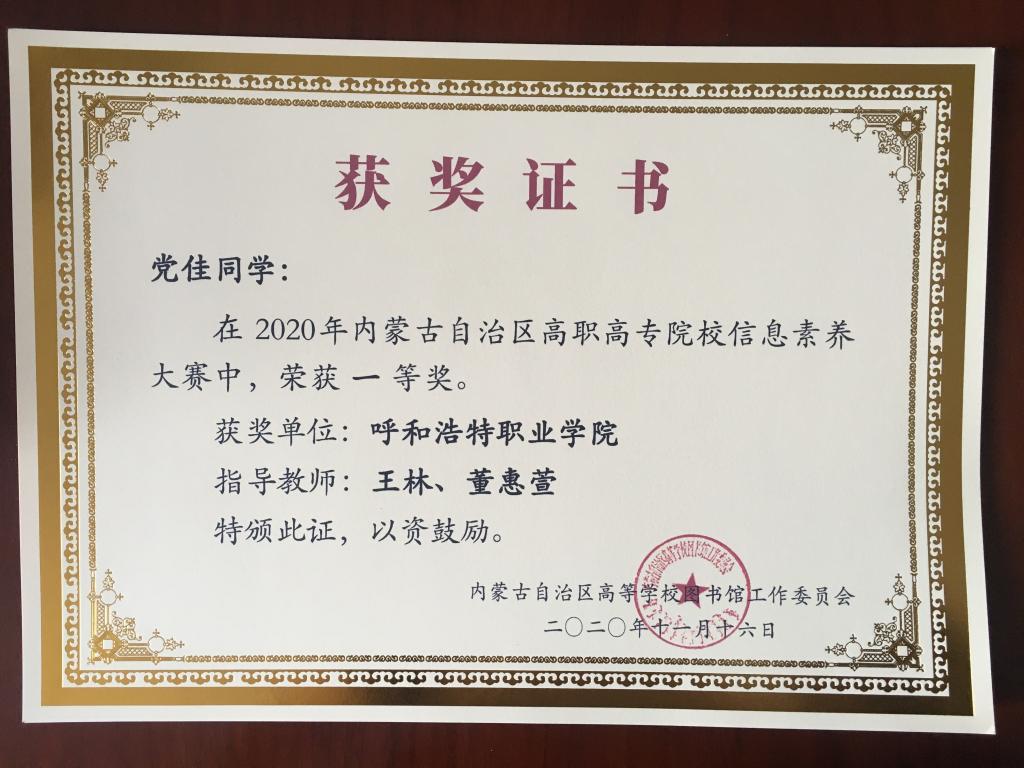 获奖证书
党佳同学：
在 2020年内蒙古自治区高职高专院校信息素养
大赛中，荣获 一 等奖。
获奖单位：呼和浩特职业学院
指导教师：王林、董惠萱
特颁此证，以资鼓励。
内蒙古自治区高等学校图书馆工作委员会
二〇二〇年十一月十六日